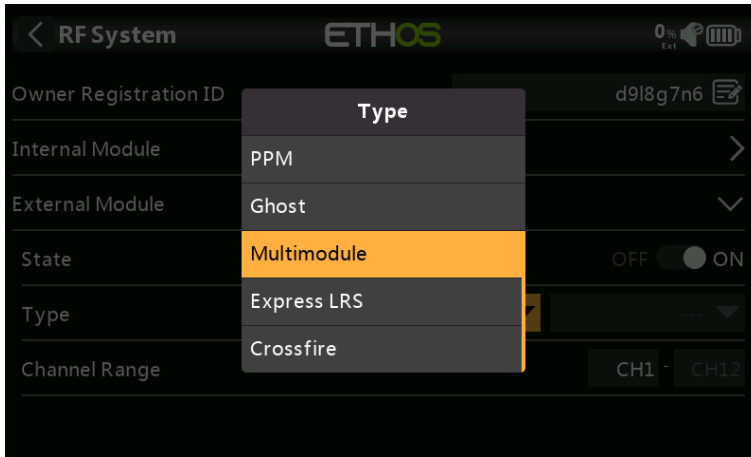 RF System ETHOS 0% Ext
Owner Registration ID d9l8g7n6
Type
Internal Module
PPM
External Module
Ghost
Multimodule
State OFF ON
Express LRS
Type ---
Crossfire
Channel Range CH1 - CH12